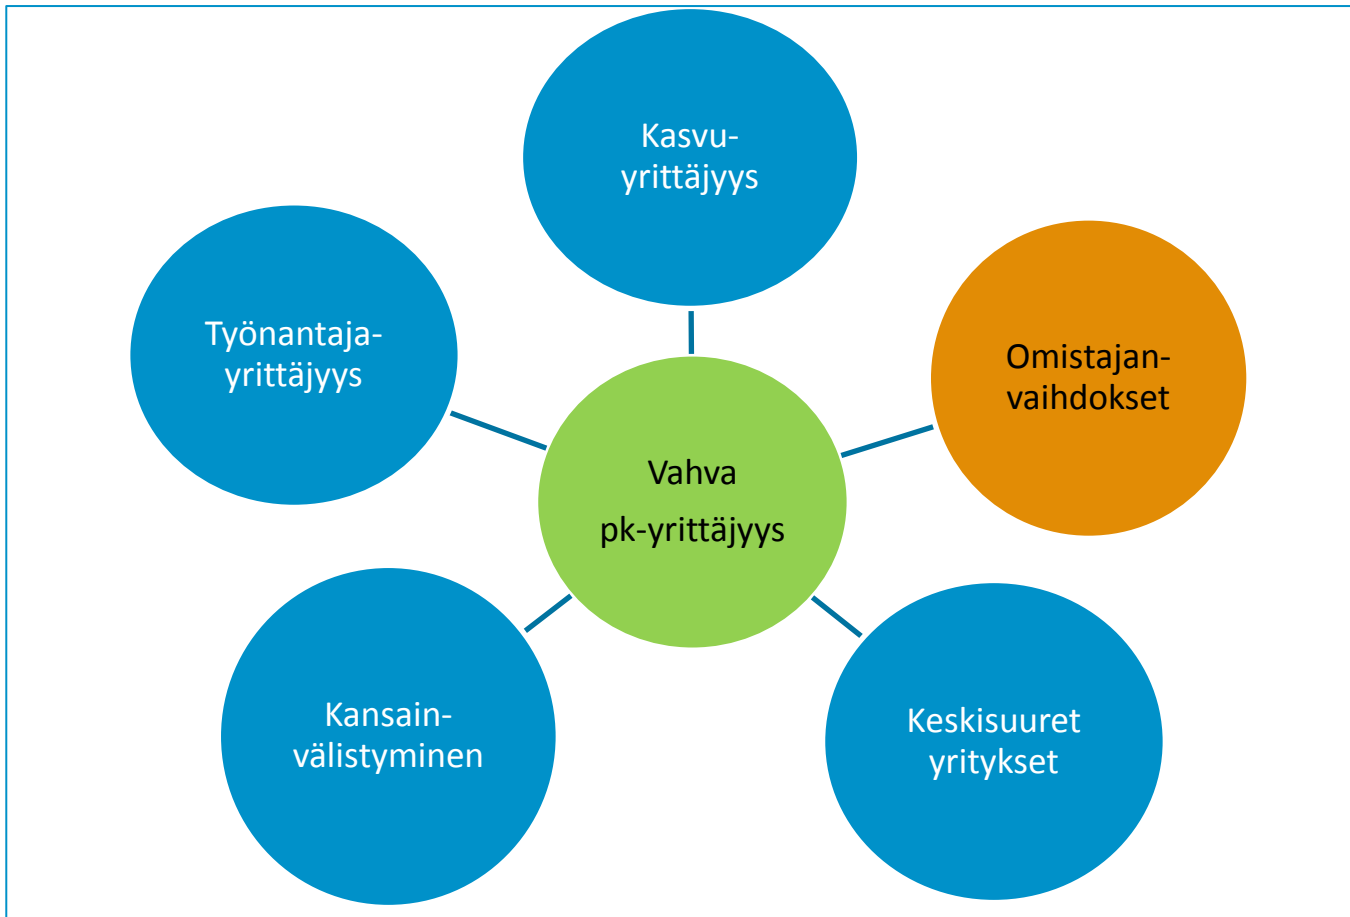 Kasvu-
yrittäjyys
Työnantaja-
yrittäjyys
Omistajan-
vaihdokset
Vahva
pk-yrittäjyys
Kansain-
välistyminen
Keskisuuret
yritykset